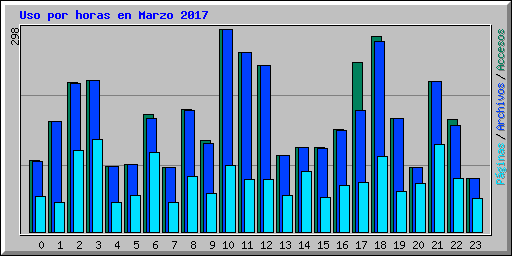 Uso por horas en Marzo 2017
298
Páginas / Archivos / Accesos
0 1 2 3 4 5 6 7 8 9 10 11 12 13 14 15 16 17 18 19 20 21 22 23